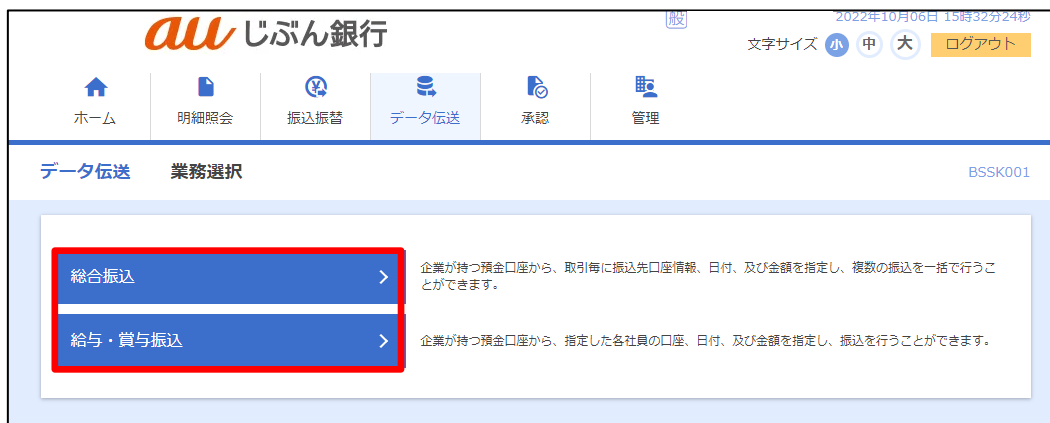 au じぶん銀行
般
2022年10月06日 15時32分24秒
文字サイズ 小 中 大 ログアウト
ホーム 明細照会 振込振替 データ伝送 承認 管理
データ伝送 業務選択 BSSK001
総合振込
企業が持つ預金口座から、取引毎に振込先口座情報、日付、及び金額を指定し、複数の振込を一括で行うこ
とができます。
給与・賞与振込
企業が持つ預金口座から、指定した各社員の口座、日付、及び金額を指定し、振込を行うことができます。